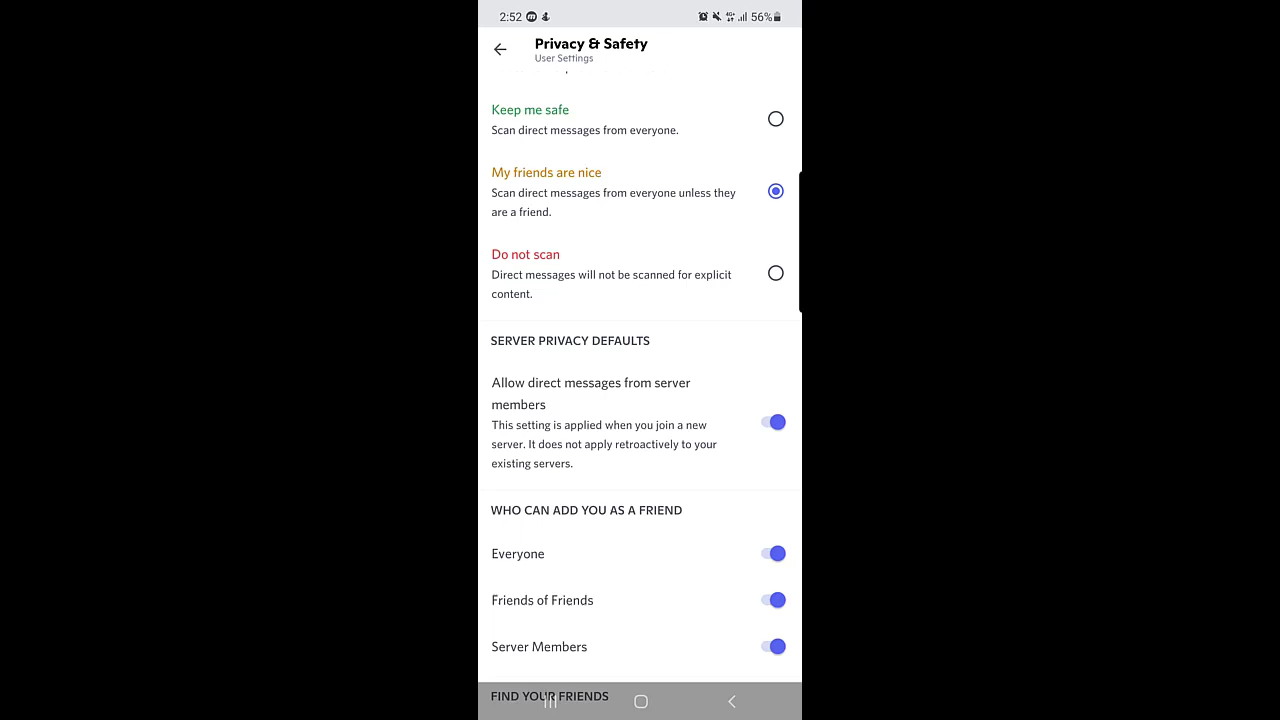 2:52
56%
Privacy & Safety
User Settings
Keep me safe
Scan direct messages from everyone.
My friends are nice
Scan direct messages from everyone unless they
are a friend.
Do not scan
Direct messages will not be scanned for explicit
content.
SERVER PRIVACY DEFAULTS
Allow direct messages from server
members
This setting is applied when you join a new
server. It does not apply retroactively to your
existing servers.
WHO CAN ADD YOU AS A FRIEND
Everyone
Friends of Friends
Server Members
FIND YOUR FRIENDS